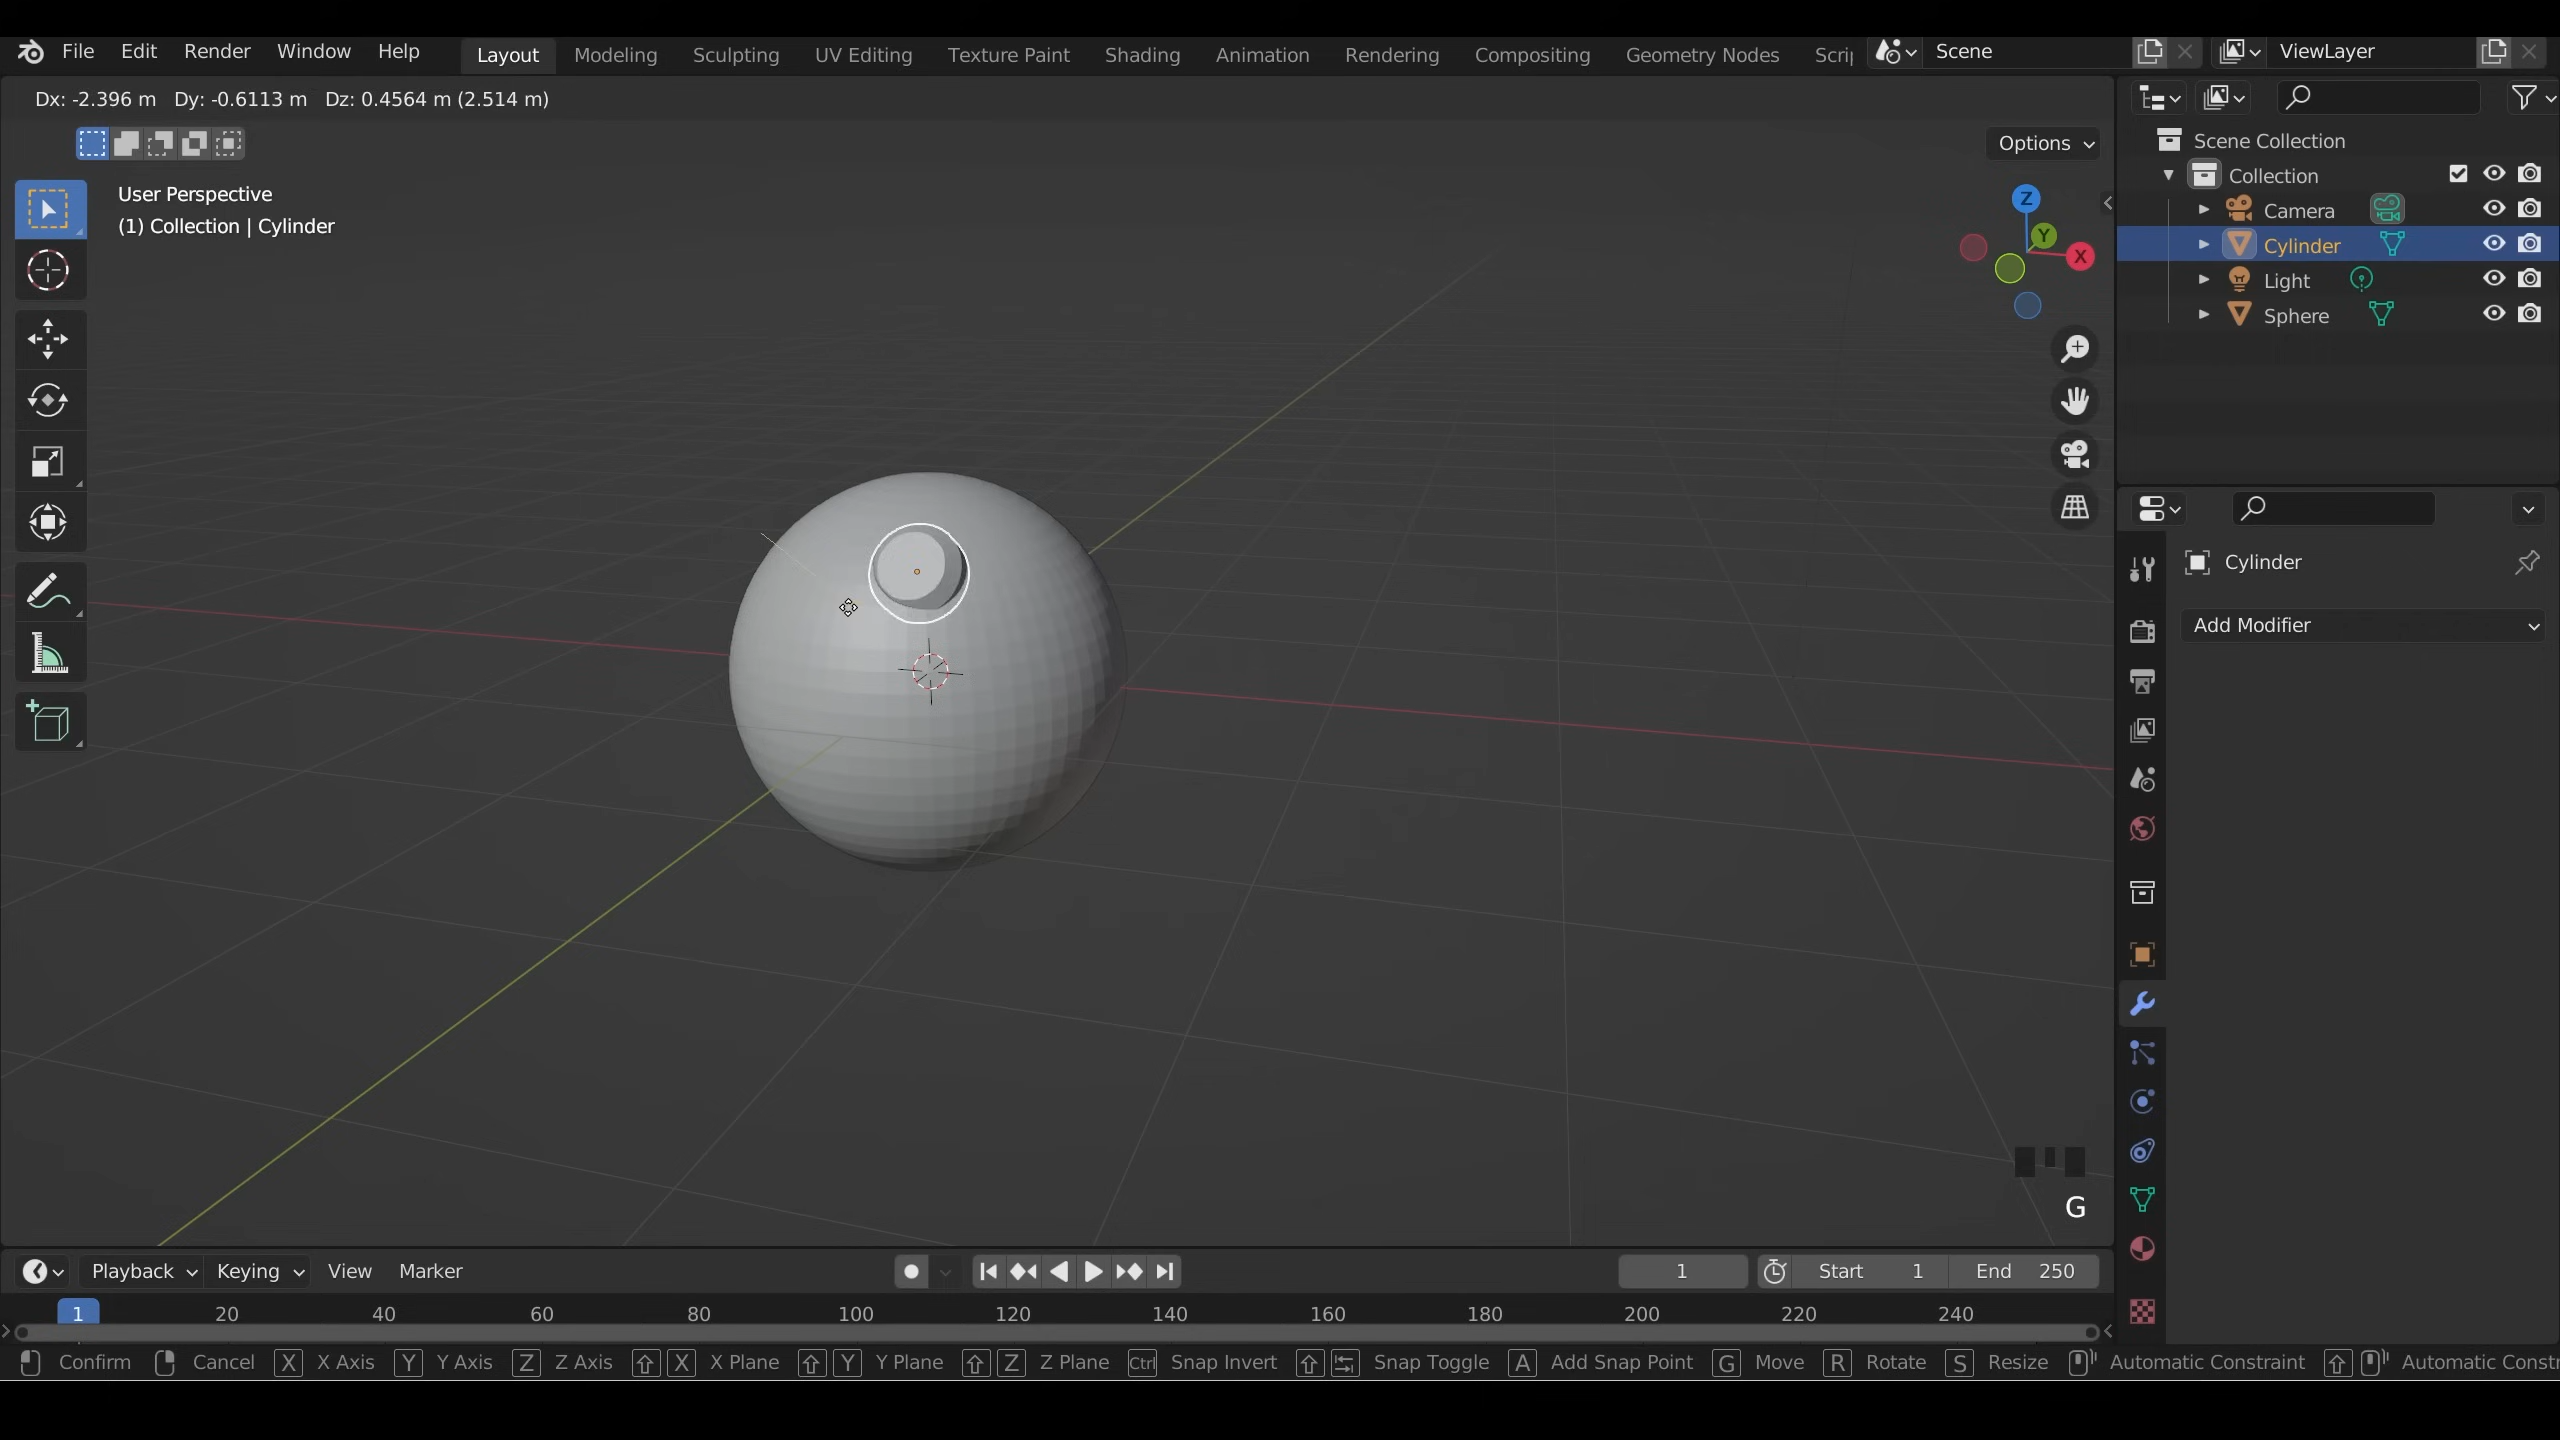 File Edit Render Window Help Layout Modeling Sculpting UV Editing Texture Paint Shading Animation Rendering Compositing Geometry Nodes Scrip Scene ViewLayer
Dx: -2.396 m Dy: -0.6113 m Dz: 0.4564 m (2.514 m)
Options
User Perspective
(1) Collection | Cylinder
Z
Y
X
Scene Collection
Collection
Camera
Cylinder
Light
Sphere
Cylinder
Add Modifier
G
Playback Keying View Marker 1 Start 1 End 250
1 20 40 60 80 100 120 140 160 180 200 220 240
Confirm Cancel X X Axis Y Y Axis Z Z Axis X X Plane Y Y Plane Z Z Plane Ctrl Snap Invert Snap Toggle A Add Snap Point G Move R Rotate S Resize Automatic Constraint Automatic Constr